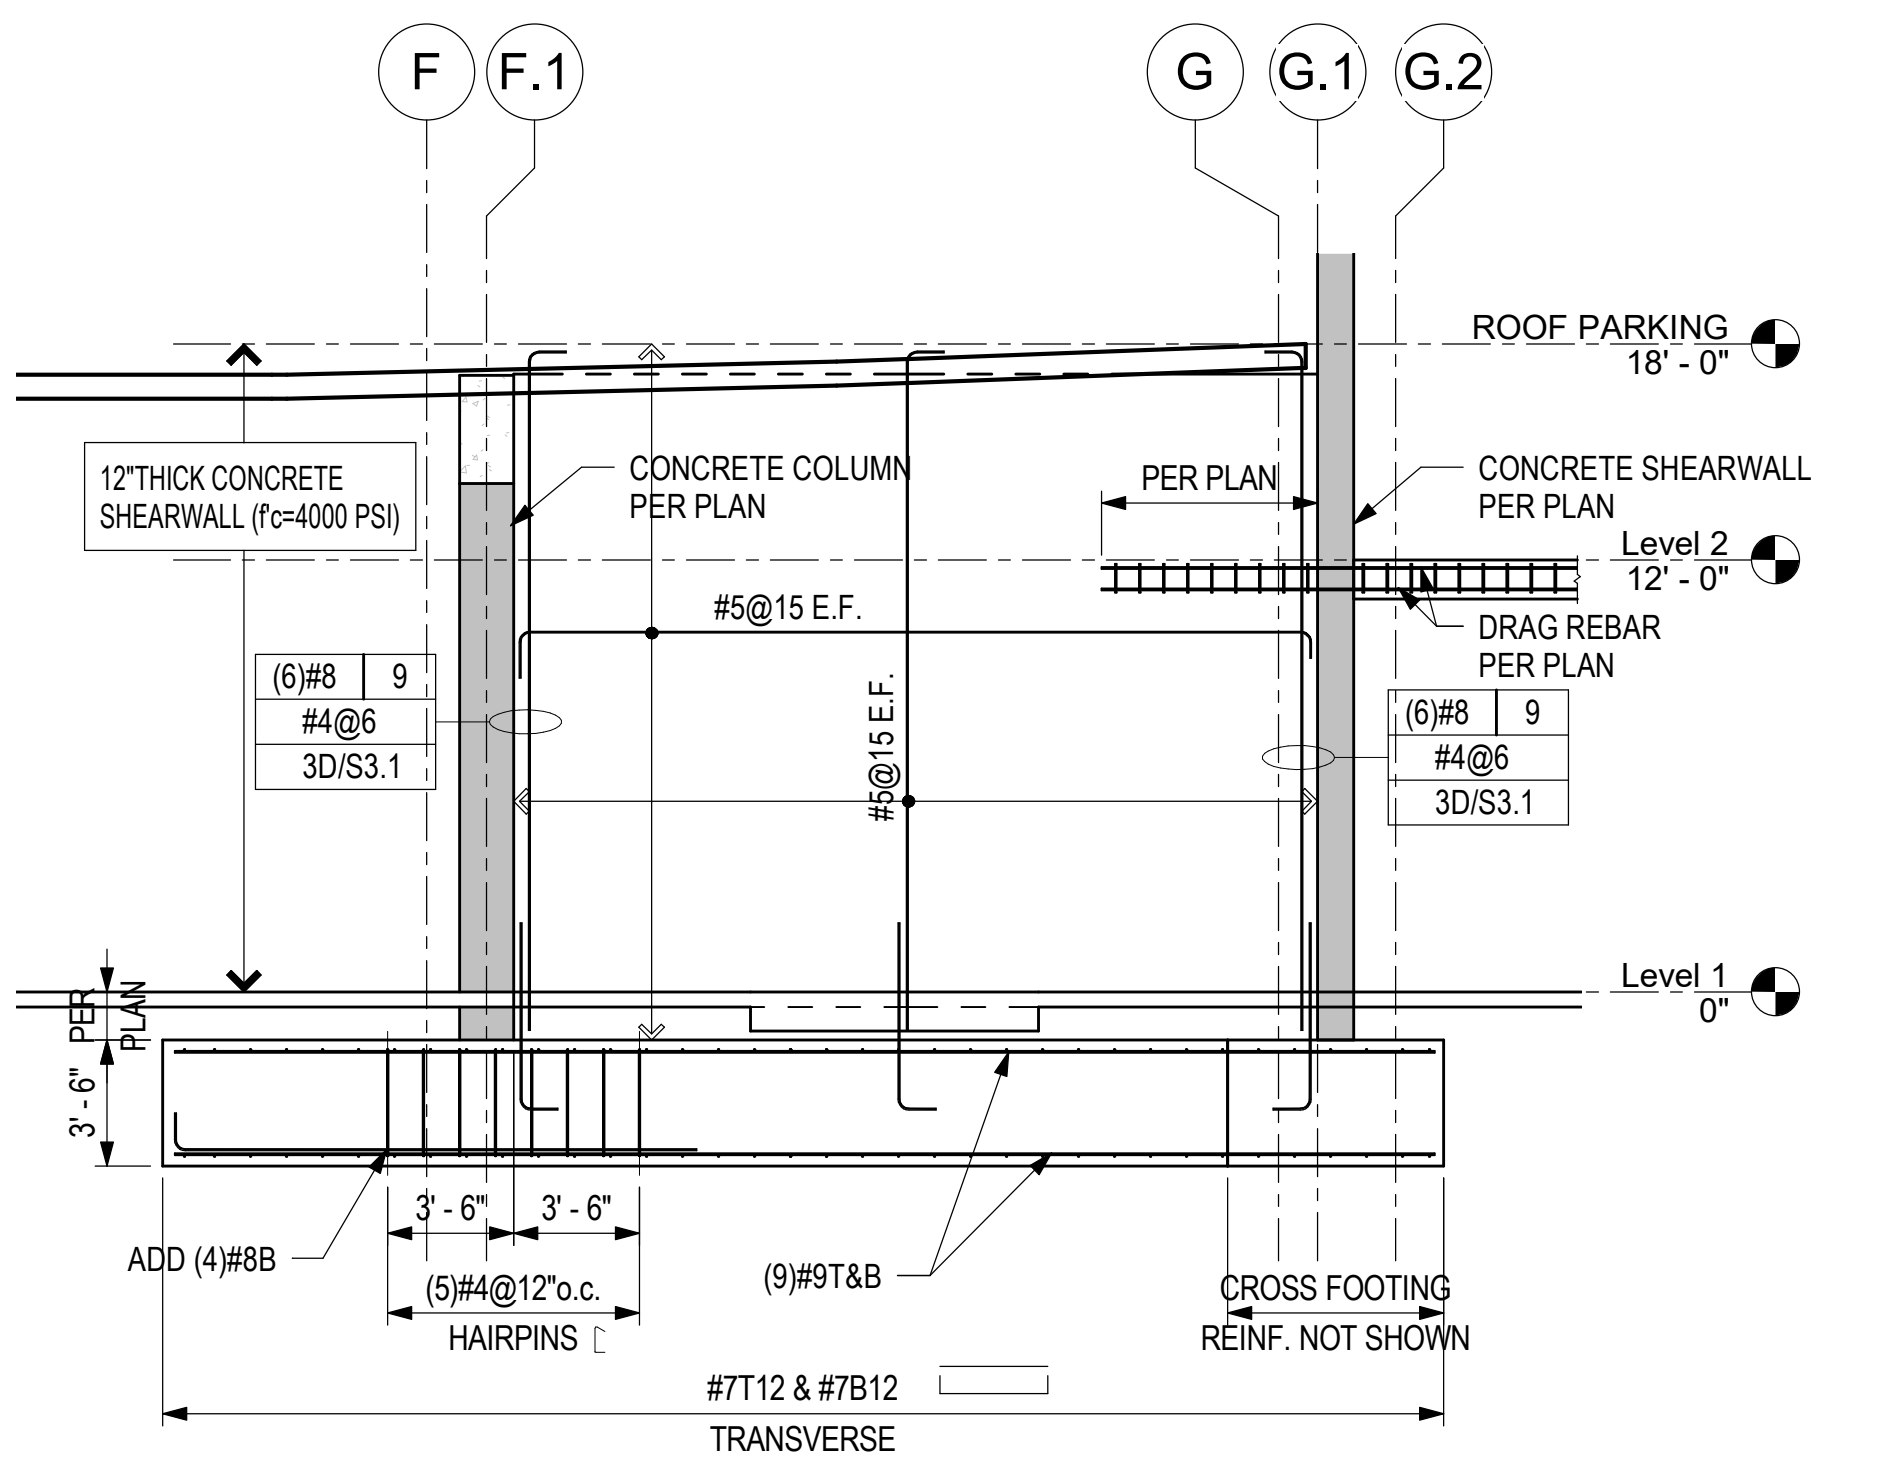 F
F.1
G
G.1
G.2
ROOF PARKING
18' - 0"
12"THICK CONCRETE
SHEARWALL (f'c=4000 PSI)
CONCRETE COLUMN
PER PLAN
PER PLAN
CONCRETE SHEARWALL
PER PLAN
Level 2
12' - 0"
#5@15 E.F.
DRAG REBAR
PER PLAN
(6)#8 9
#4@6
3D/S3.1
#5@15 E.F.
(6)#8 9
#4@6
3D/S3.1
Level 1
0"
PER
PLAN
3' - 6"
3' - 6"
3' - 6"
ADD (4)#8B
(5)#4@12"o.c.
HAIRPINS
(9)#9T&B
CROSS FOOTING
REINF. NOT SHOWN
#7T12 & #7B12
TRANSVERSE